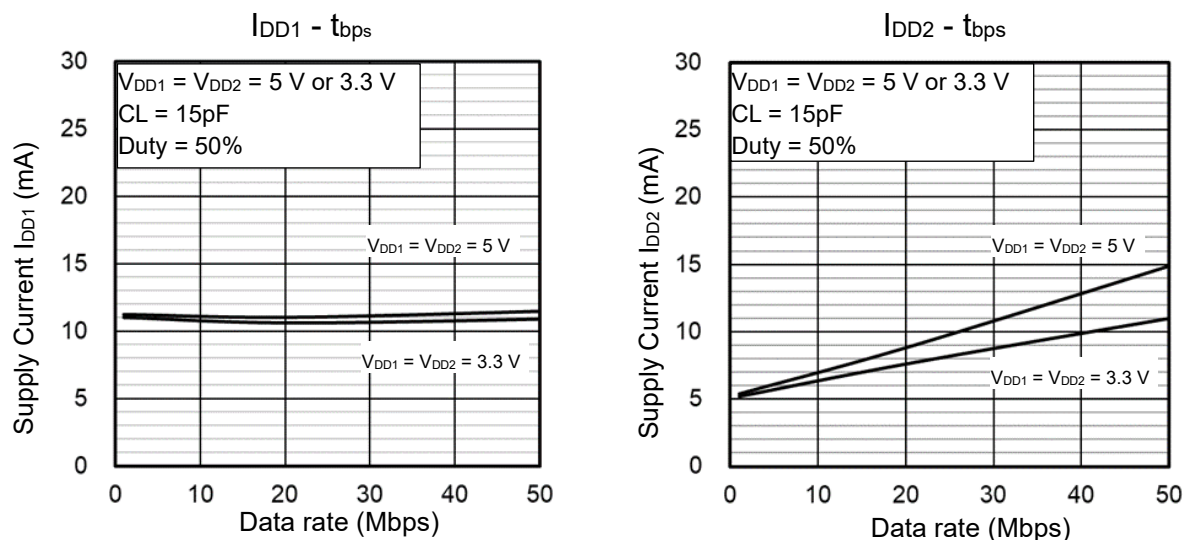 IDD1 - tbps
VDD1 = VDD2 = 5 V or 3.3 V
CL = 15pF
Duty = 50%
Supply Current IDD1 (mA)
30
25
20
15
10
5
0
VDD1 = VDD2 = 5 V
VDD1 = VDD2 = 3.3 V
0 10 20 30 40 50
Data rate (Mbps)
IDD2 - tbps
VDD1 = VDD2 = 5 V or 3.3 V
CL = 15pF
Duty = 50%
Supply Current IDD2 (mA)
30
25
20
15
10
5
0
VDD1 = VDD2 = 5 V
VDD1 = VDD2 = 3.3 V
0 10 20 30 40 50
Data rate (Mbps)